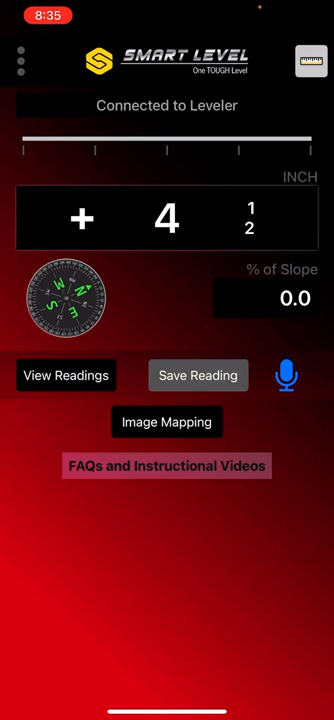 8:35
SMART LEVEL
One TOUGH Level
Connected to Leveler
INCH
+ 4 1
2
% of Slope
0.0
N
E
S
W
View Readings
Save Reading
Image Mapping
FAQs and Instructional Videos